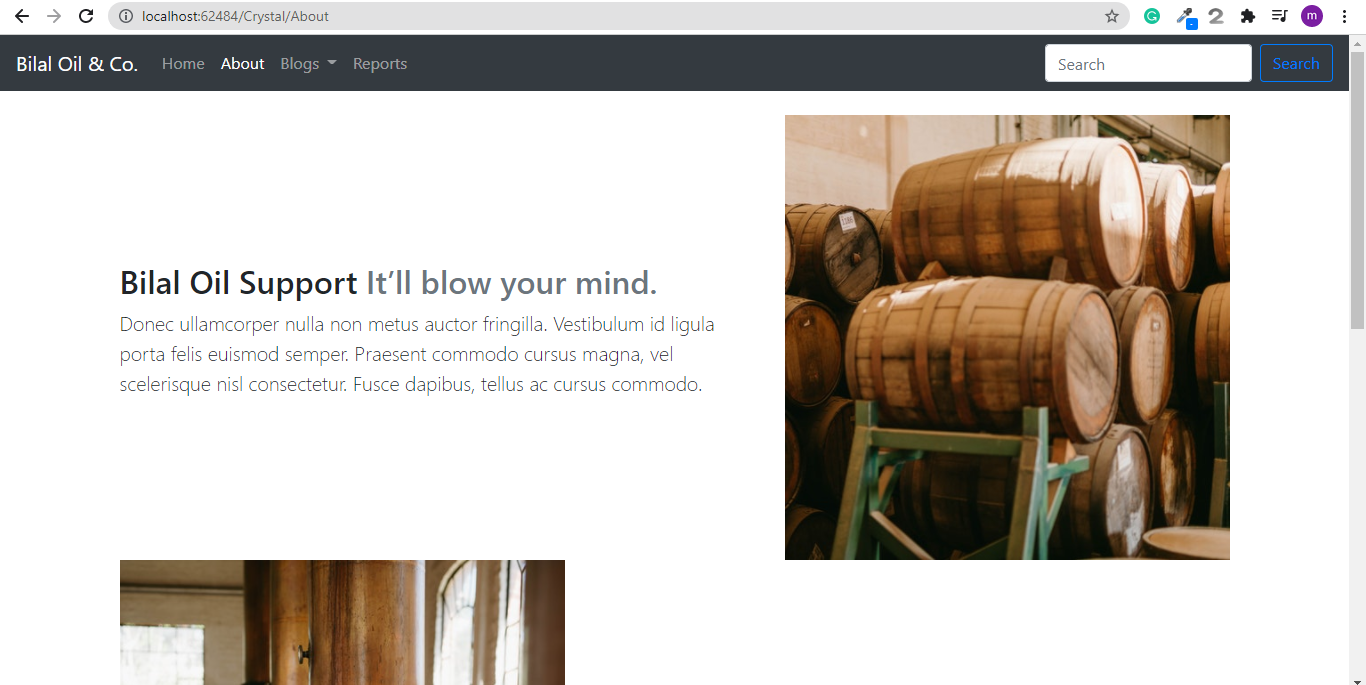 localhost:62484/Crystal/About
m
Bilal Oil & Co. Home About Blogs Reports Search Search
Bilal Oil Support It’ll blow your mind.
Donec ullamcorper nulla non metus auctor fringilla. Vestibulum id ligula
porta felis euismod semper. Praesent commodo cursus magna, vel
scelerisque nisl consectetur. Fusce dapibus, tellus ac cursus commodo.